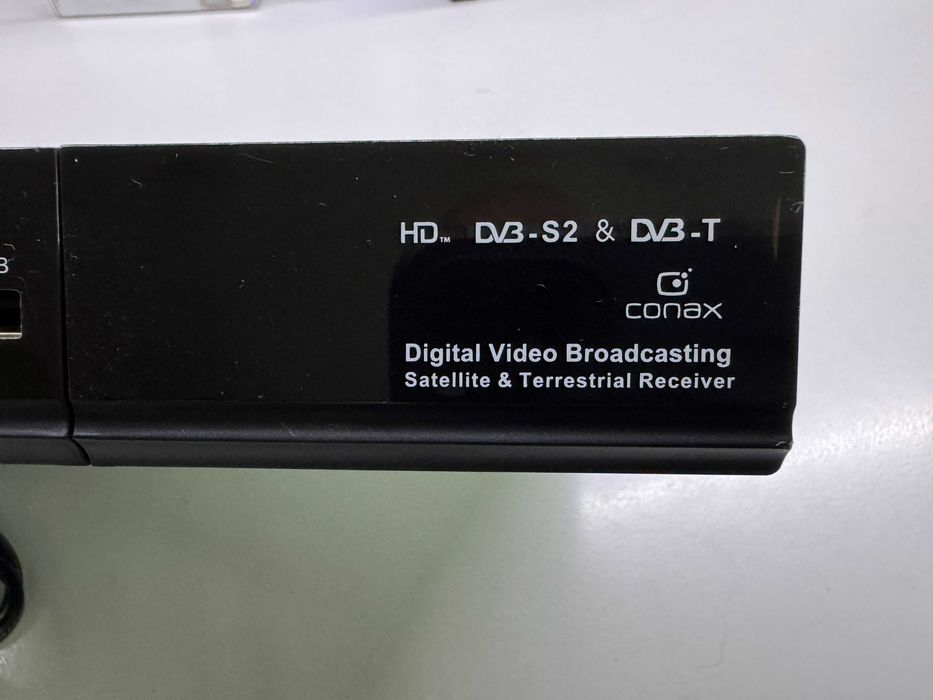 HD™ DVB-S2 & DVB-T
conax
Digital Video Broadcasting
Satellite & Terrestrial Receiver